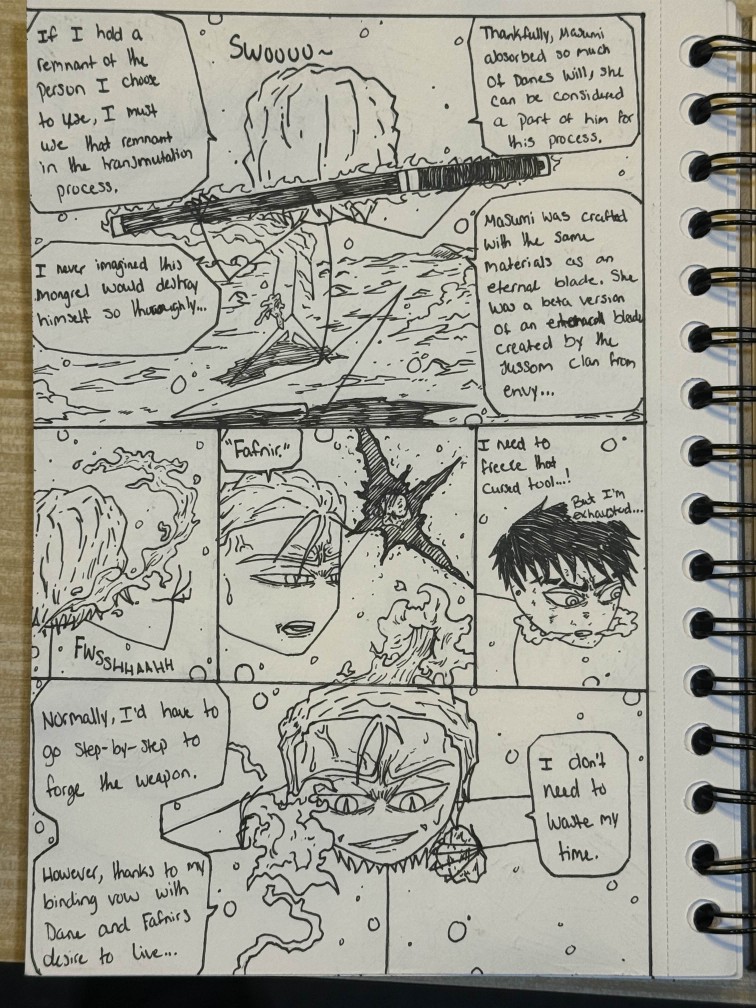 If I hold a
remnant of the
person I choose
to use, I must
use that remnant
in the transmutation
process.
SWOOUU~
Thankfully, Masumi
absorbed so much
of Danes will, she
can be considered
a part of him for
this process.
I never imagined this
mongrel would destroy
himself so thuroughly...
Masumi was crafted
with the same
materials as an
eternal blade. She
was a beta version
of an blade
created by the
Jussom clan from
envy...
FWSSHHAAHH
"Fafnir."
I need to
freeze that
cursed tool...!
But I'm
exhausted...
Normally, I'd have to
go step-by-step to
forge the weapon.
However, thanks to my
binding vow with
Dane and Fafnirs
desire to live...
I don't
need to
waste my
time.